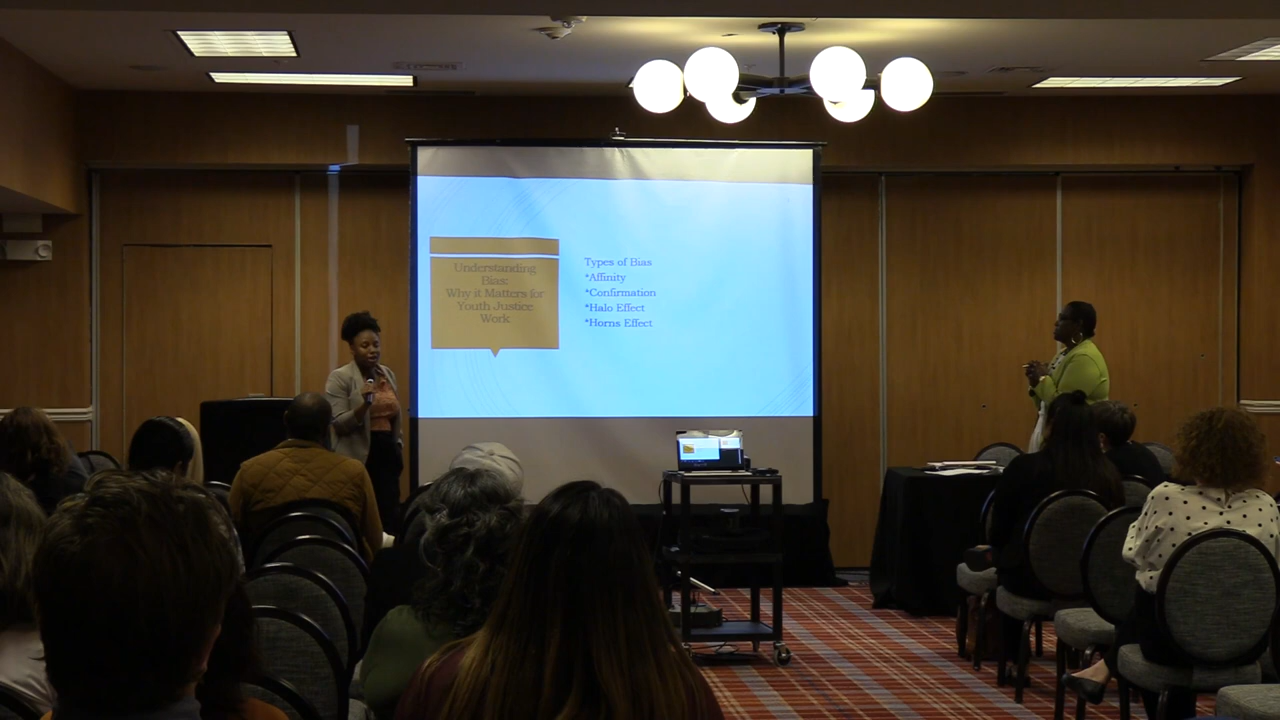 Understanding
Bias:
Why it Matters for
Youth Justice
Work
Types of Bias
*Affinity
*Confirmation
*Halo Effect
*Horns Effect